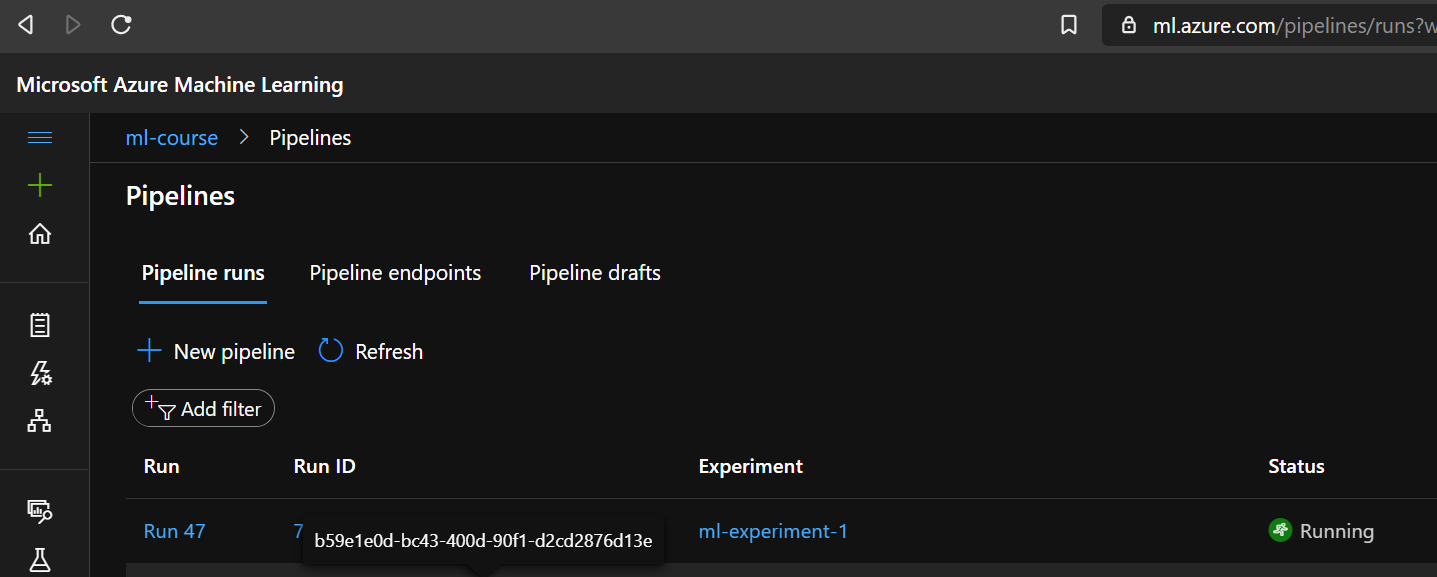 ml.azure.com/pipelines/runs?w
Microsoft Azure Machine Learning
ml-course > Pipelines
Pipelines
Pipeline runs Pipeline endpoints Pipeline drafts
New pipeline Refresh
Add filter
Run Run ID Experiment Status
Run 47 7 ml-experiment-1 Running
b59e1e0d-bc43-400d-90f1-d2cd2876d13e